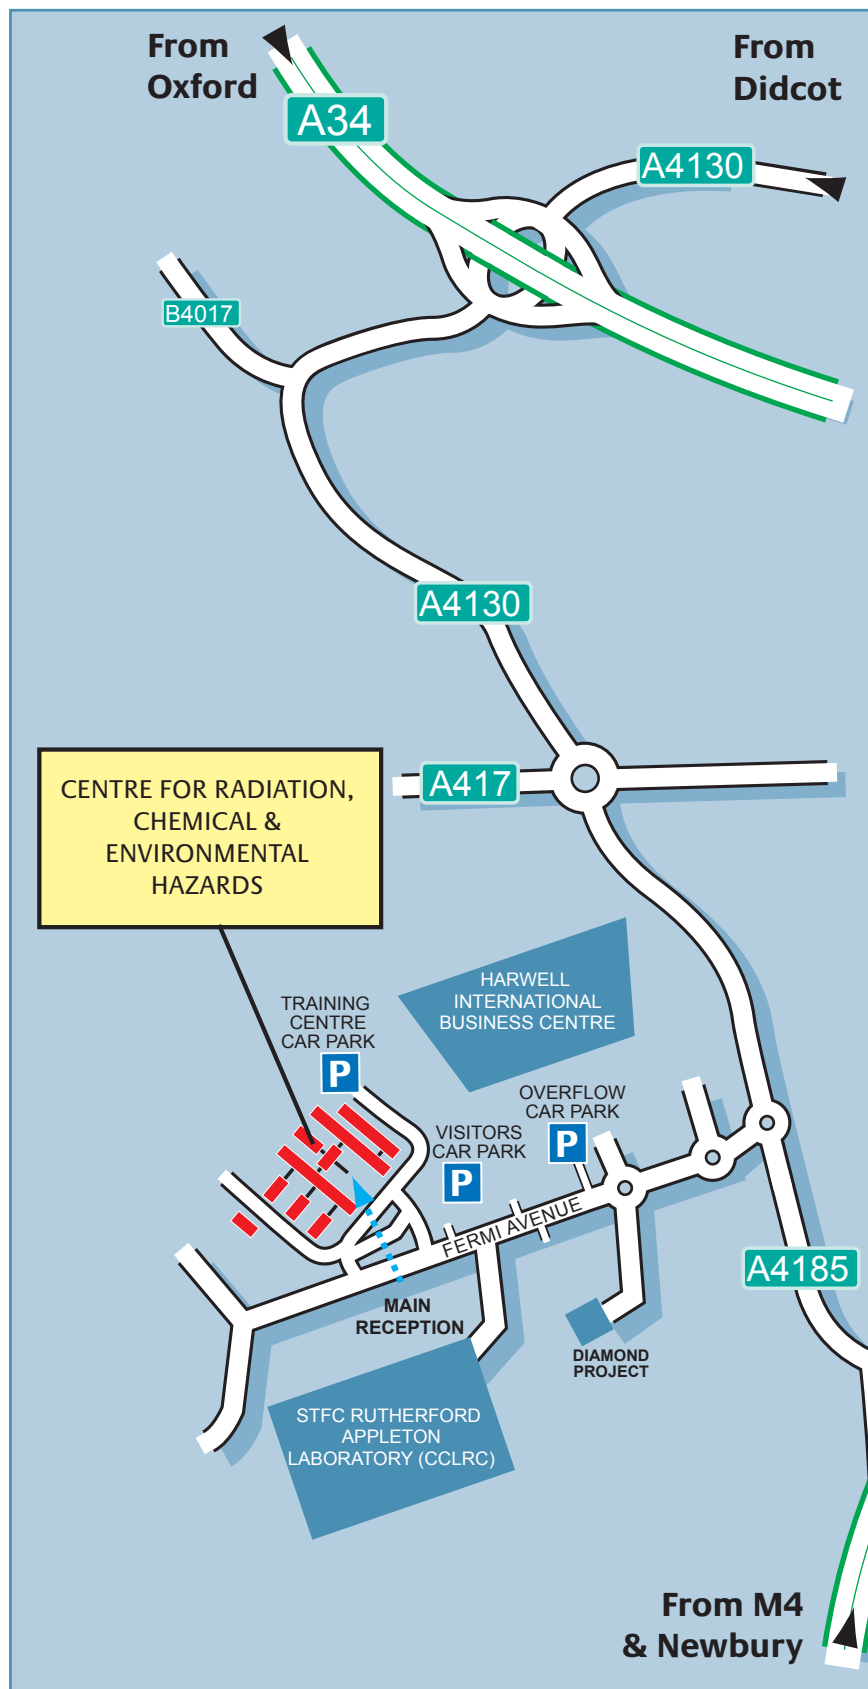 From
Oxford
From
Didcot
A34
A4130
B4017
A4130
CENTRE FOR RADIATION,
CHEMICAL &
ENVIRONMENTAL
HAZARDS
A417
HARWELL
INTERNATIONAL
BUSINESS CENTRE
TRAINING
CENTRE
CAR PARK
P
OVERFLOW
CAR PARK
P
VISITORS
CAR PARK
P
FERMI AVENUE
A4185
MAIN
RECEPTION
DIAMOND
PROJECT
STFC RUTHERFORD
APPLETON
LABORATORY (CCLRC)
From M4
& Newbury